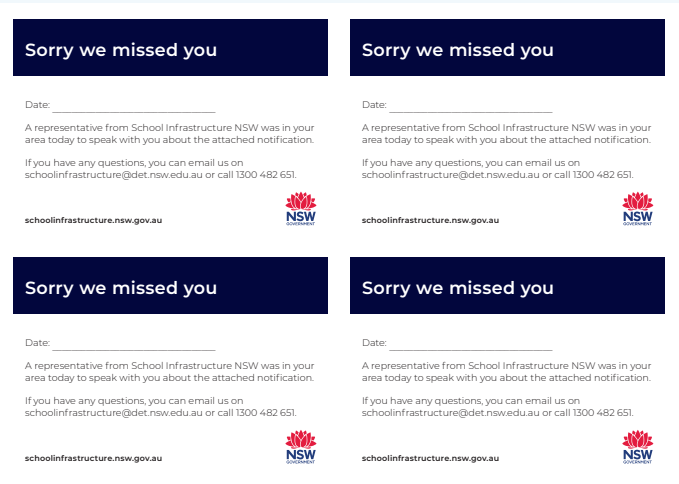 Sorry we missed you
Date: ______________________________
A representative from School Infrastructure NSW was in your
area today to speak with you about the attached notification.
If you have any questions, you can email us on
schoolinfrastructure@det.nsw.edu.au or call 1300 482 651.
schoolinfrastructure.nsw.gov.au
NSW
GOVERNMENT
Sorry we missed you
Date: ______________________________
A representative from School Infrastructure NSW was in your
area today to speak with you about the attached notification.
If you have any questions, you can email us on
schoolinfrastructure@det.nsw.edu.au or call 1300 482 651.
schoolinfrastructure.nsw.gov.au
NSW
GOVERNMENT
Sorry we missed you
Date: ______________________________
A representative from School Infrastructure NSW was in your
area today to speak with you about the attached notification.
If you have any questions, you can email us on
schoolinfrastructure@det.nsw.edu.au or call 1300 482 651.
schoolinfrastructure.nsw.gov.au
NSW
GOVERNMENT
Sorry we missed you
Date: ______________________________
A representative from School Infrastructure NSW was in your
area today to speak with you about the attached notification.
If you have any questions, you can email us on
schoolinfrastructure@det.nsw.edu.au or call 1300 482 651.
schoolinfrastructure.nsw.gov.au
NSW
GOVERNMENT